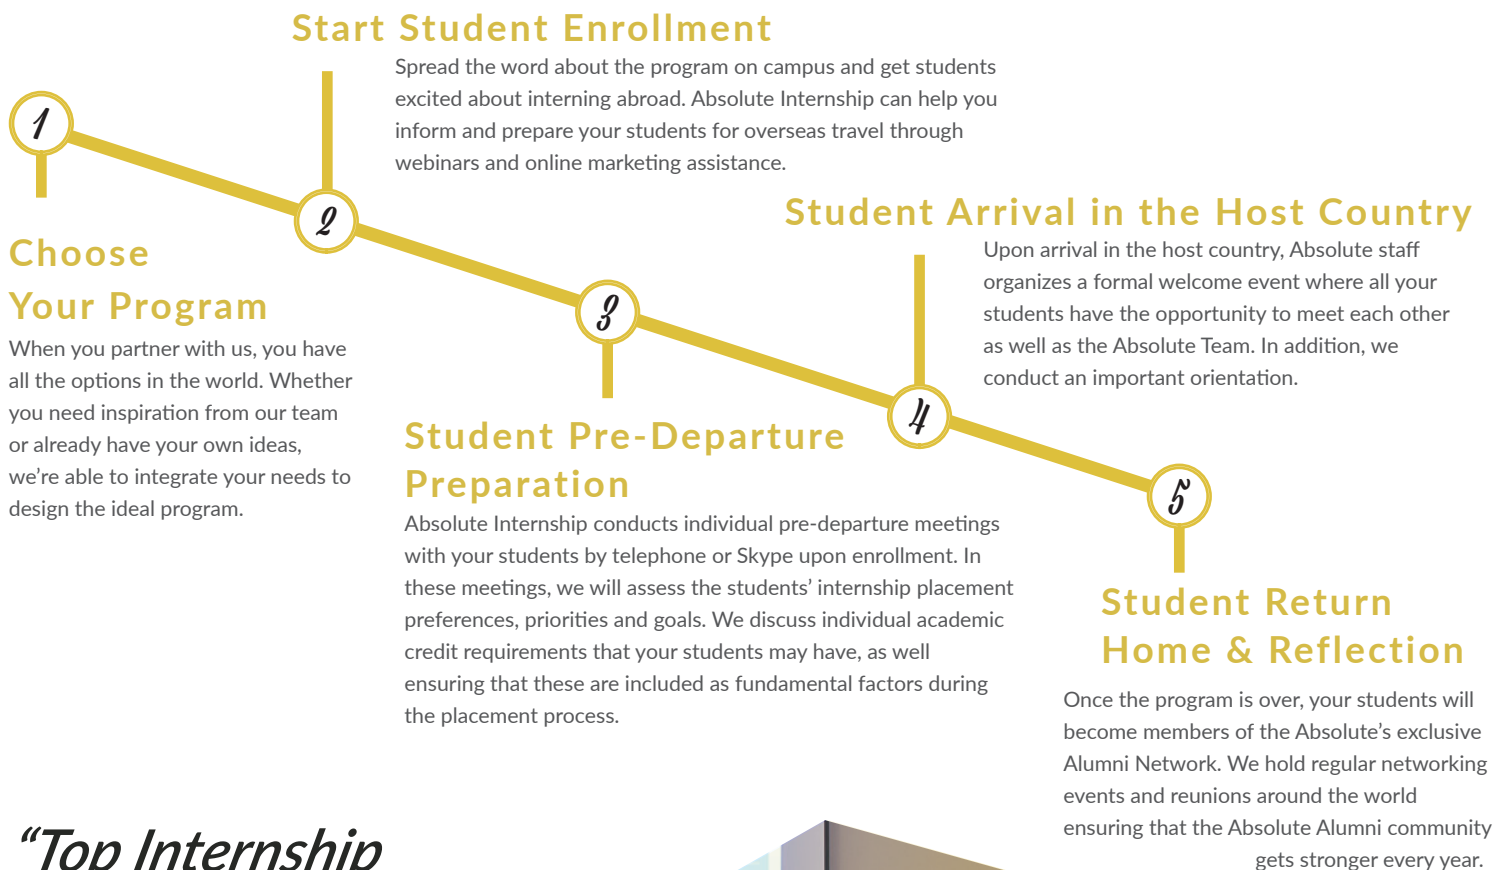 Start Student Enrollment
Spread the word about the program on campus and get students
excited about interning abroad. Absolute Internship can help you
inform and prepare your students for overseas travel through
webinars and online marketing assistance.
1
2
Choose
Your Program
When you partner with us, you have
all the options in the world. Whether
you need inspiration from our team
or already have your own ideas,
we’re able to integrate your needs to
design the ideal program.
3
Student Pre-Departure
Preparation
Absolute Internship conducts individual pre-departure meetings
with your students by telephone or Skype upon enrollment. In
these meetings, we will assess the students’ internship placement
preferences, priorities and goals. We discuss individual academic
credit requirements that your students may have, as well
ensuring that these are included as fundamental factors during
the placement process.
Student Arrival in the Host Country
Upon arrival in the host country, Absolute staff
organizes a formal welcome event where all your
students have the opportunity to meet each other
as well as the Absolute Team. In addition, we
conduct an important orientation.
4
5
Student Return
Home & Reflection
Once the program is over, your students will
become members of the Absolute’s exclusive
Alumni Network. We hold regular networking
events and reunions around the world
ensuring that the Absolute Alumni community
gets stronger every year.
“Top Internship